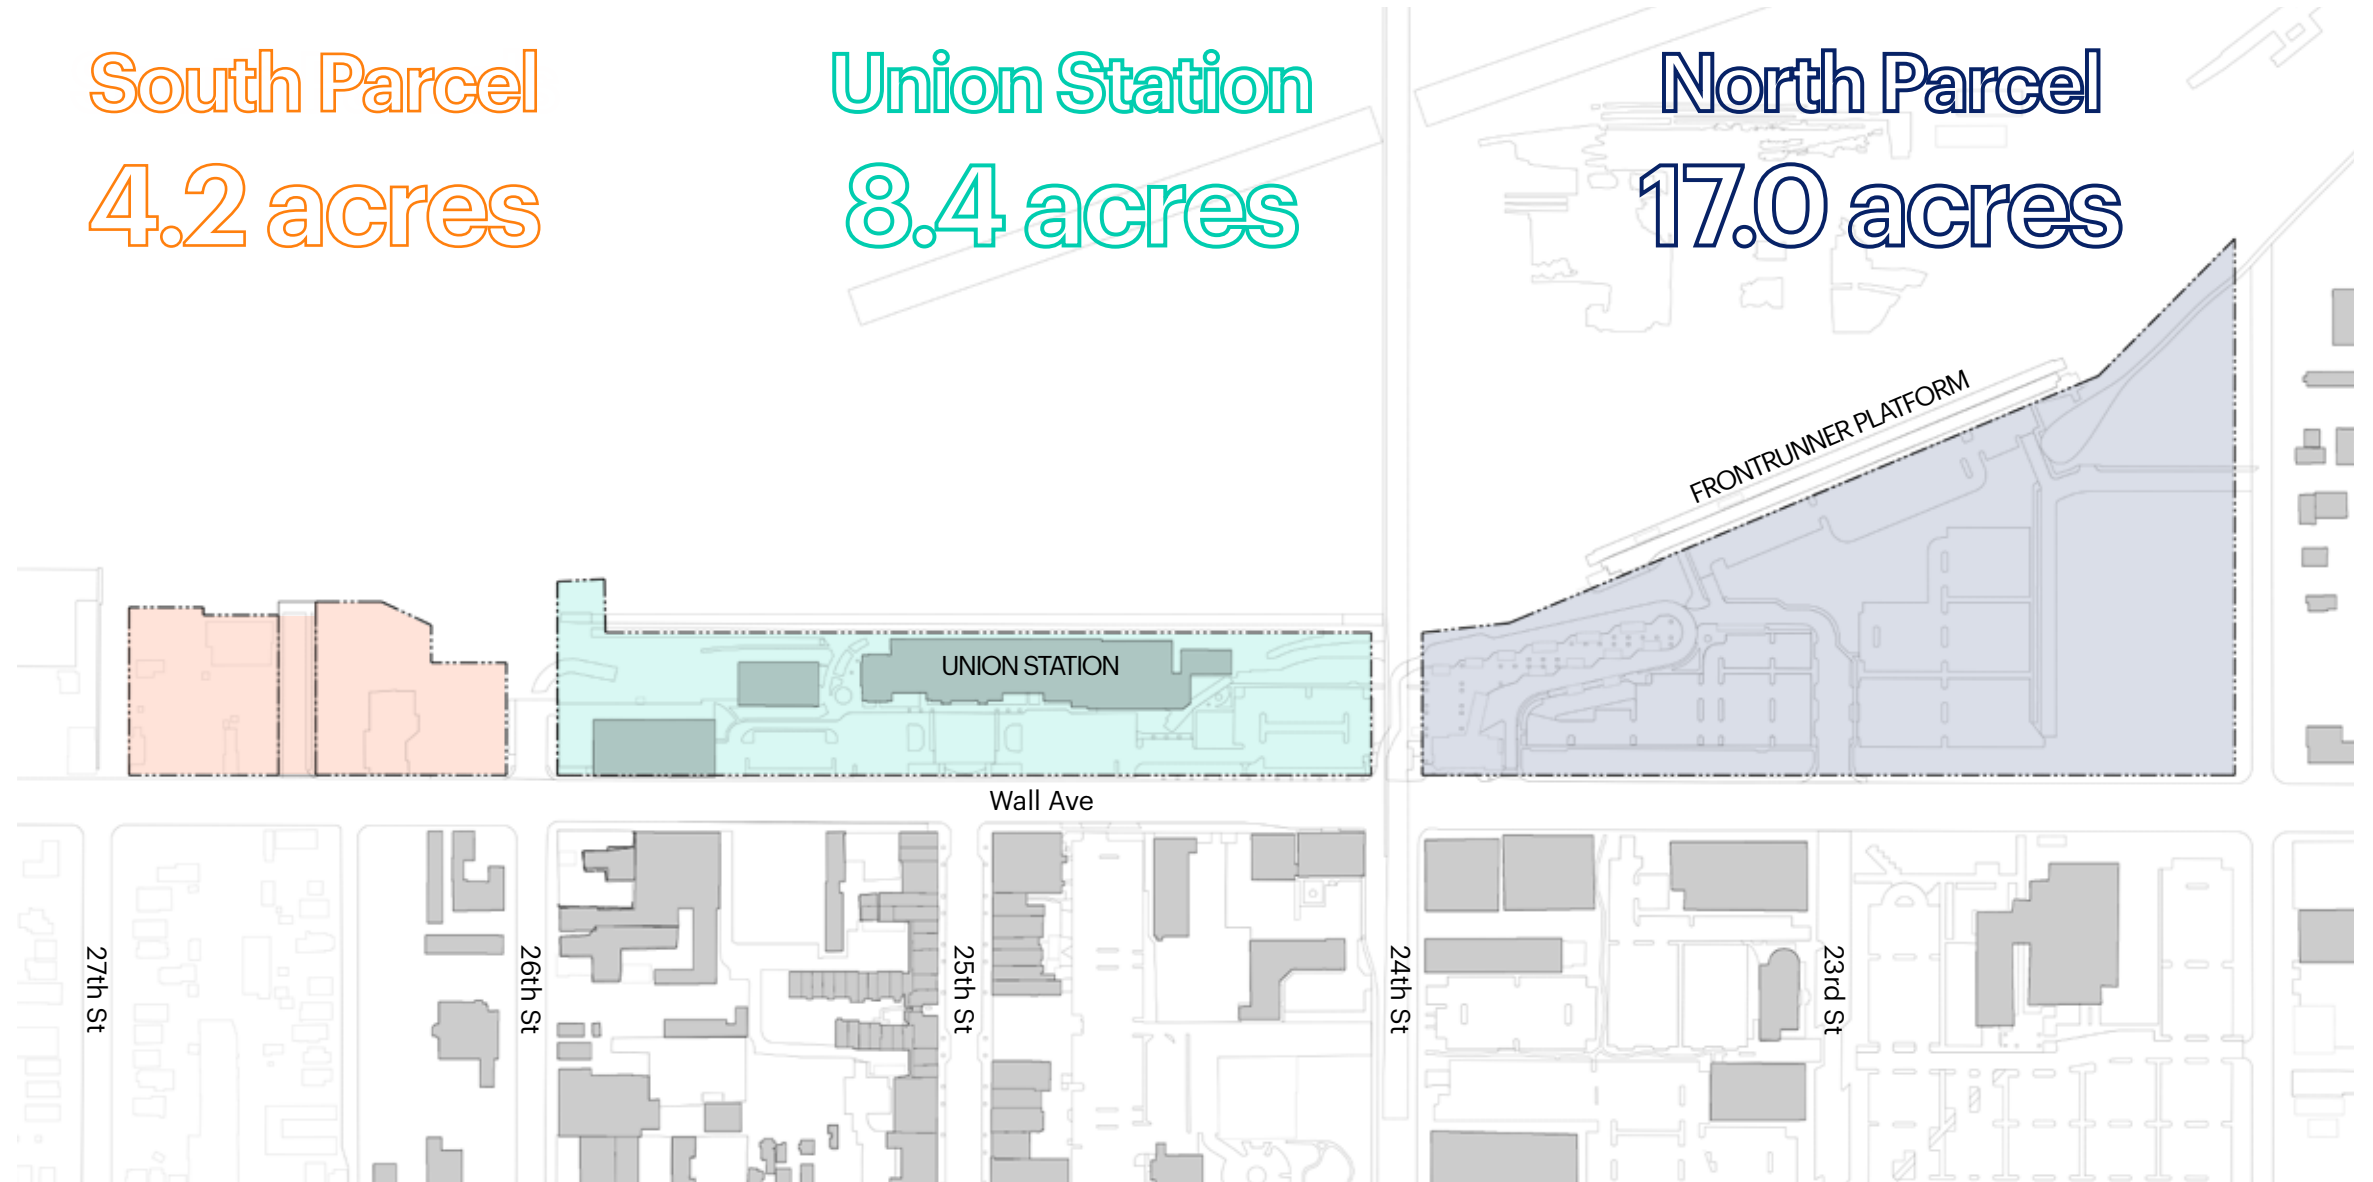 South Parcel
4.2 acres
Union Station
8.4 acres
North Parcel
17.0 acres
FRONTRUNNER PLATFORM
UNION STATION
Wall Ave
27th St
26th St
25th St
24th St
23rd St